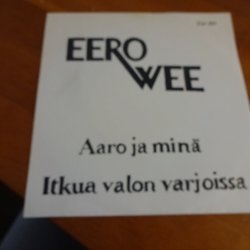 EERO
WEE
Aaro ja minä
Itkua valon varjoissa